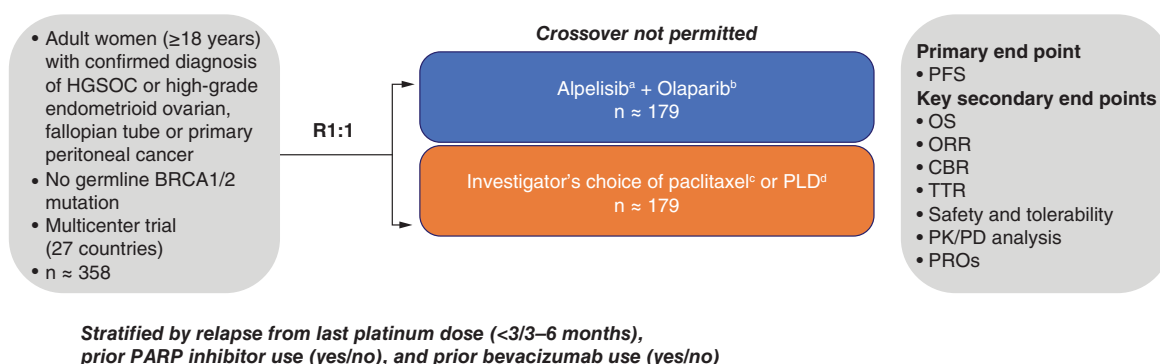 • Adult women (≥18 years)
with confirmed diagnosis
of HGSOC or high-grade
endometrioid ovarian,
fallopian tube or primary
peritoneal cancer
• No germline BRCA1/2
mutation
• Multicenter trial
(27 countries)
• n ≈ 358
R1:1
Crossover not permitted
Alpelisibᵃ + Olaparibᵇ
n ≈ 179
Investigator's choice of paclitaxelᶜ or PLDᵈ
n ≈ 179
Primary end point
• PFS
Key secondary end points
• OS
• ORR
• CBR
• TTR
• Safety and tolerability
• PK/PD analysis
• PROs
Stratified by relapse from last platinum dose (<3/3–6 months),
prior PARP inhibitor use (yes/no), and prior bevacizumab use (yes/no)